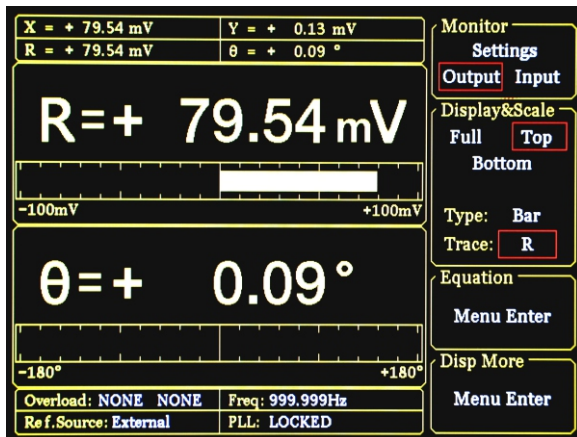 X = + 79.54 mV
Y = + 0.13 mV
R = + 79.54 mV
θ = + 0.09 °
R=+ 79.54 mV
-100mV
+100mV
θ=+ 0.09 °
-180°
+180°
Overload: NONE NONE
Freq: 999.999Hz
Ref.Source: External
PLL: LOCKED
Monitor
Settings
Output Input
Display&Scale
Full Top
Bottom
Type: Bar
Trace: R
Equation
Menu Enter
Disp More
Menu Enter